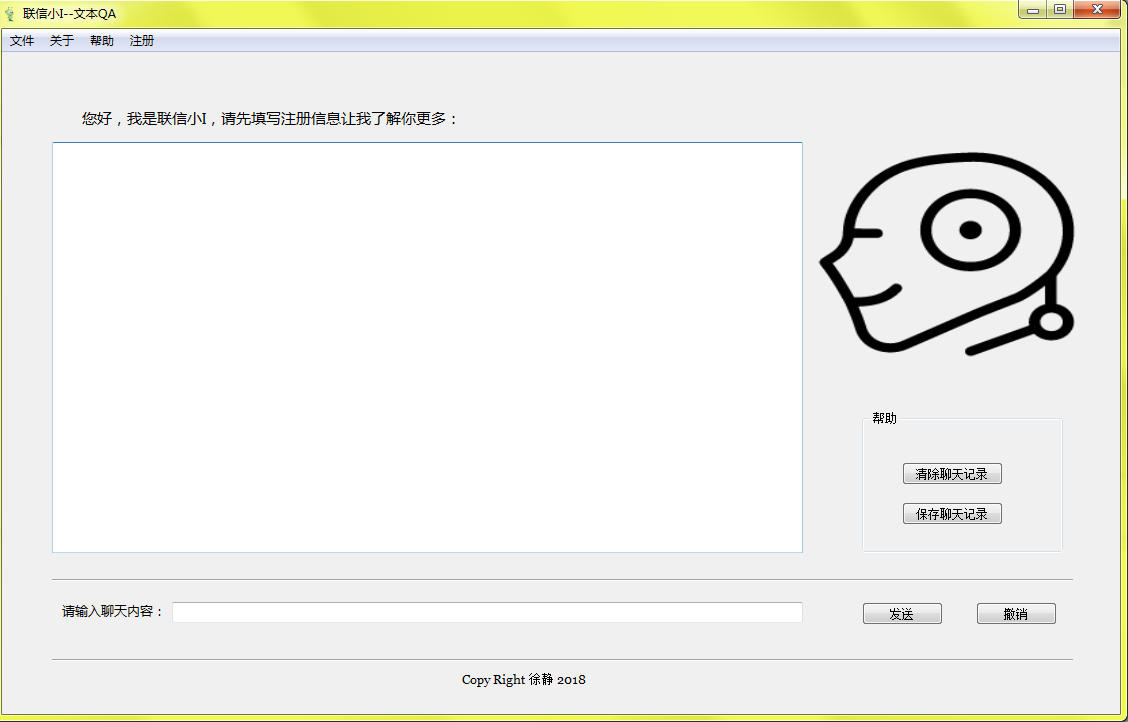 联信小I--文本QA
文件 关于 帮助 注册
您好，我是联信小I，请先填写注册信息让我了解你更多：
帮助
清除聊天记录
保存聊天记录
请输入聊天内容： 发送 撤销
Copy Right 徐静 2018